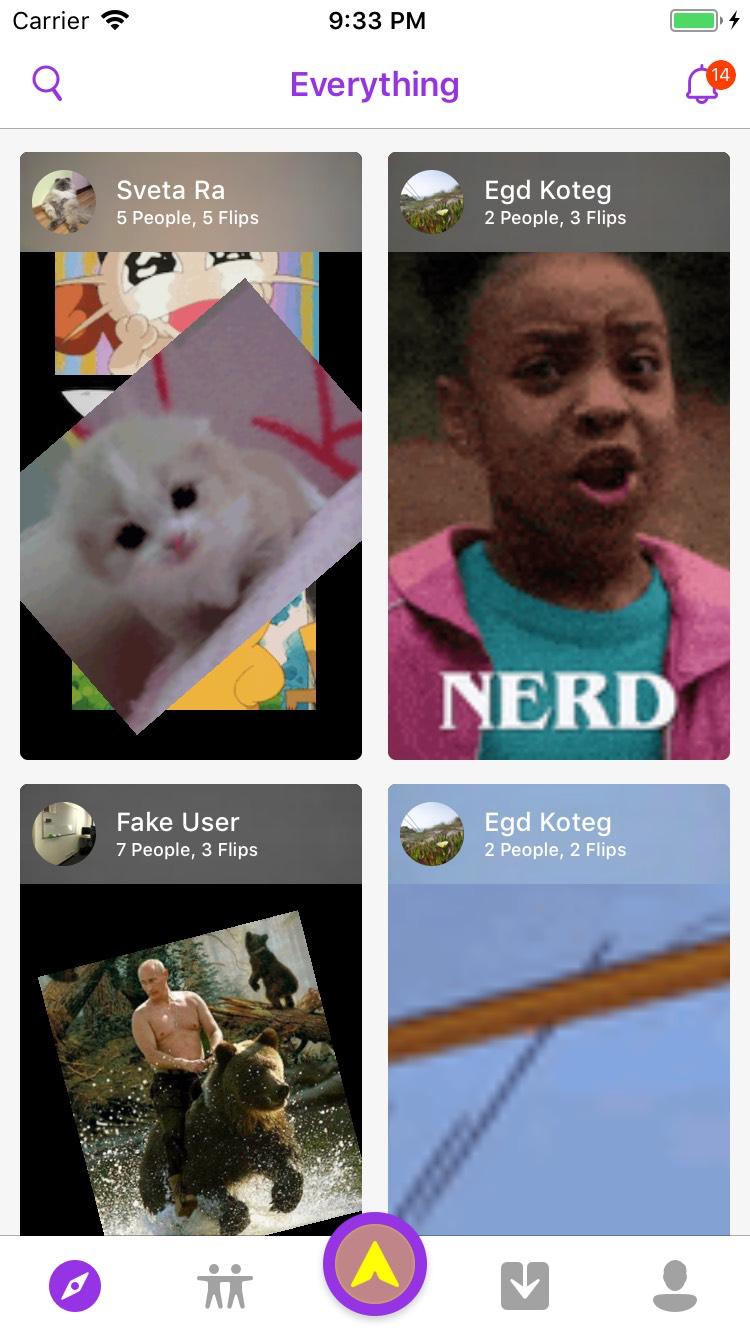 Carrier 9:33 PM
Everything
14
Sveta Ra
5 People, 5 Flips
Egd Koteg
2 People, 3 Flips
NERD
Fake User
7 People, 3 Flips
Egd Koteg
2 People, 2 Flips